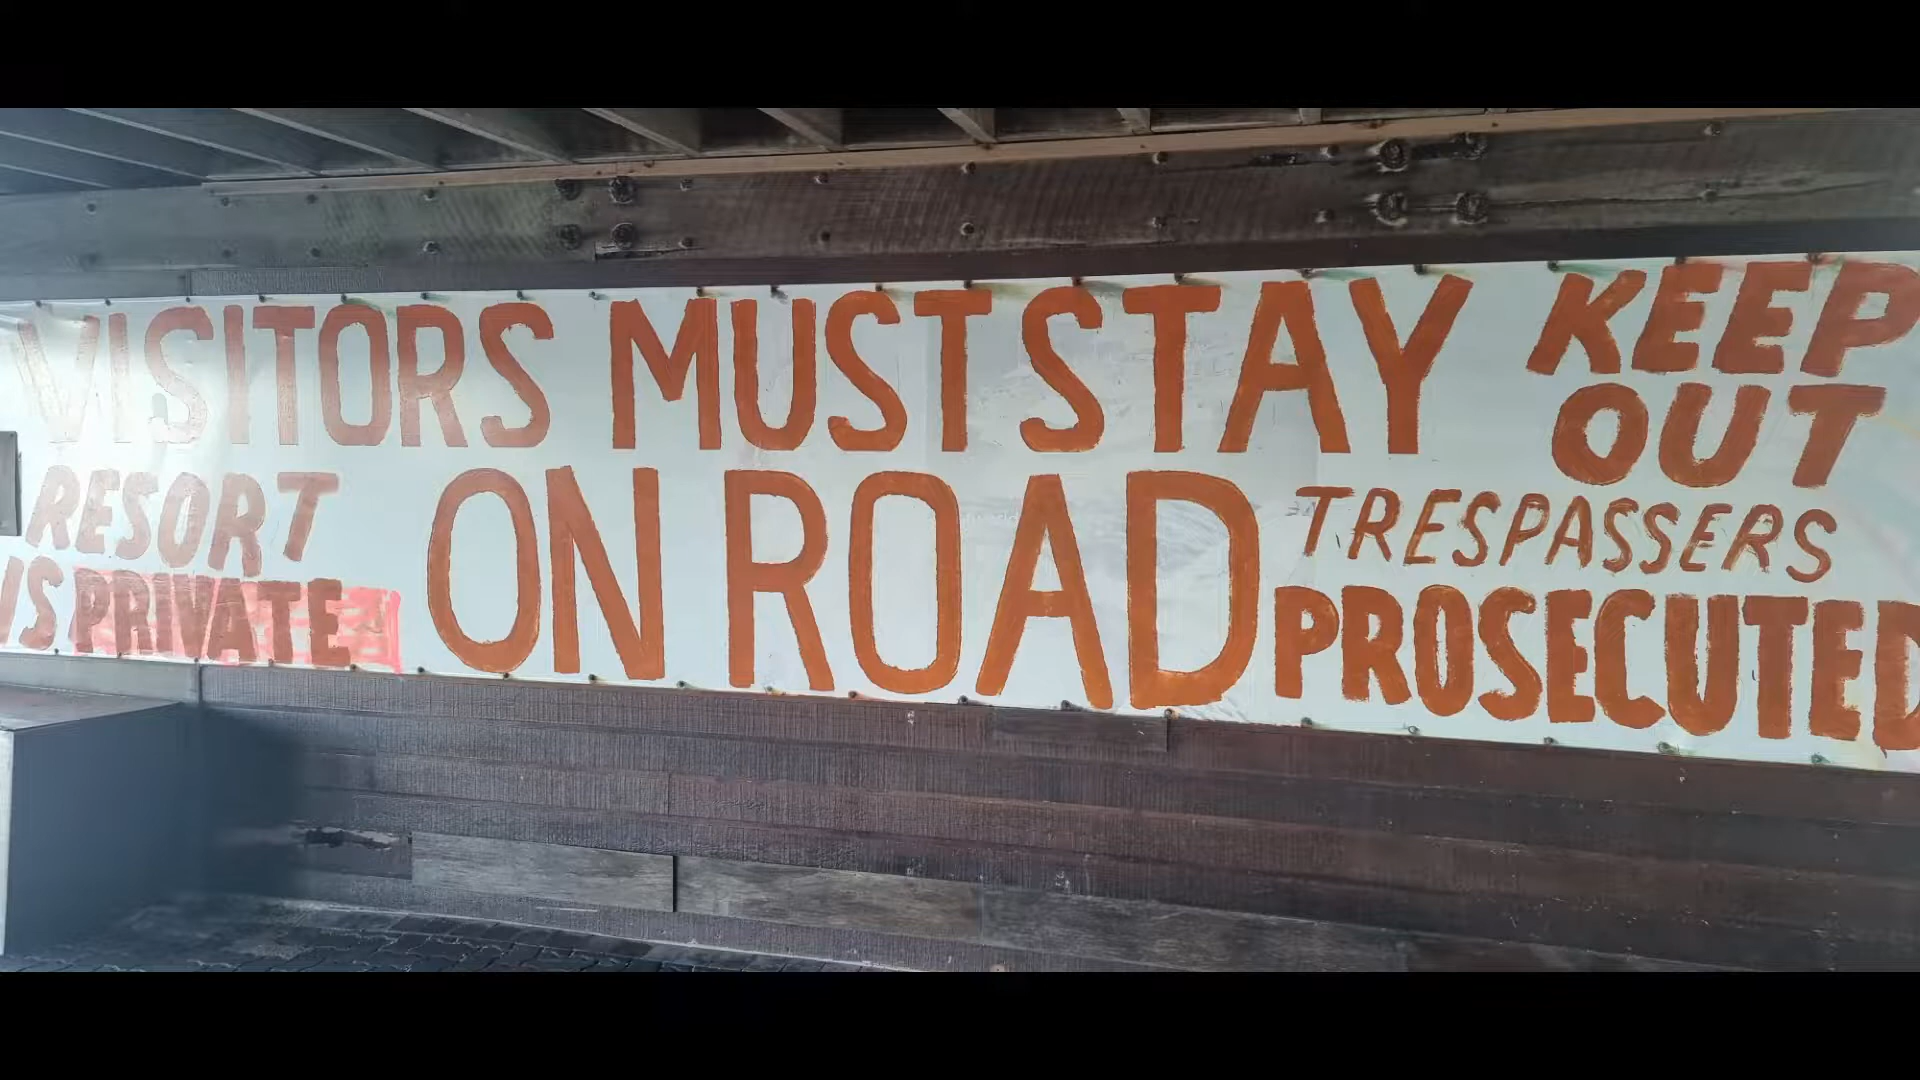 VISITORS MUST STAY
ON ROAD
RESORT
IS PRIVATE
KEEP
OUT
TRESPASSERS
PROSECUTED